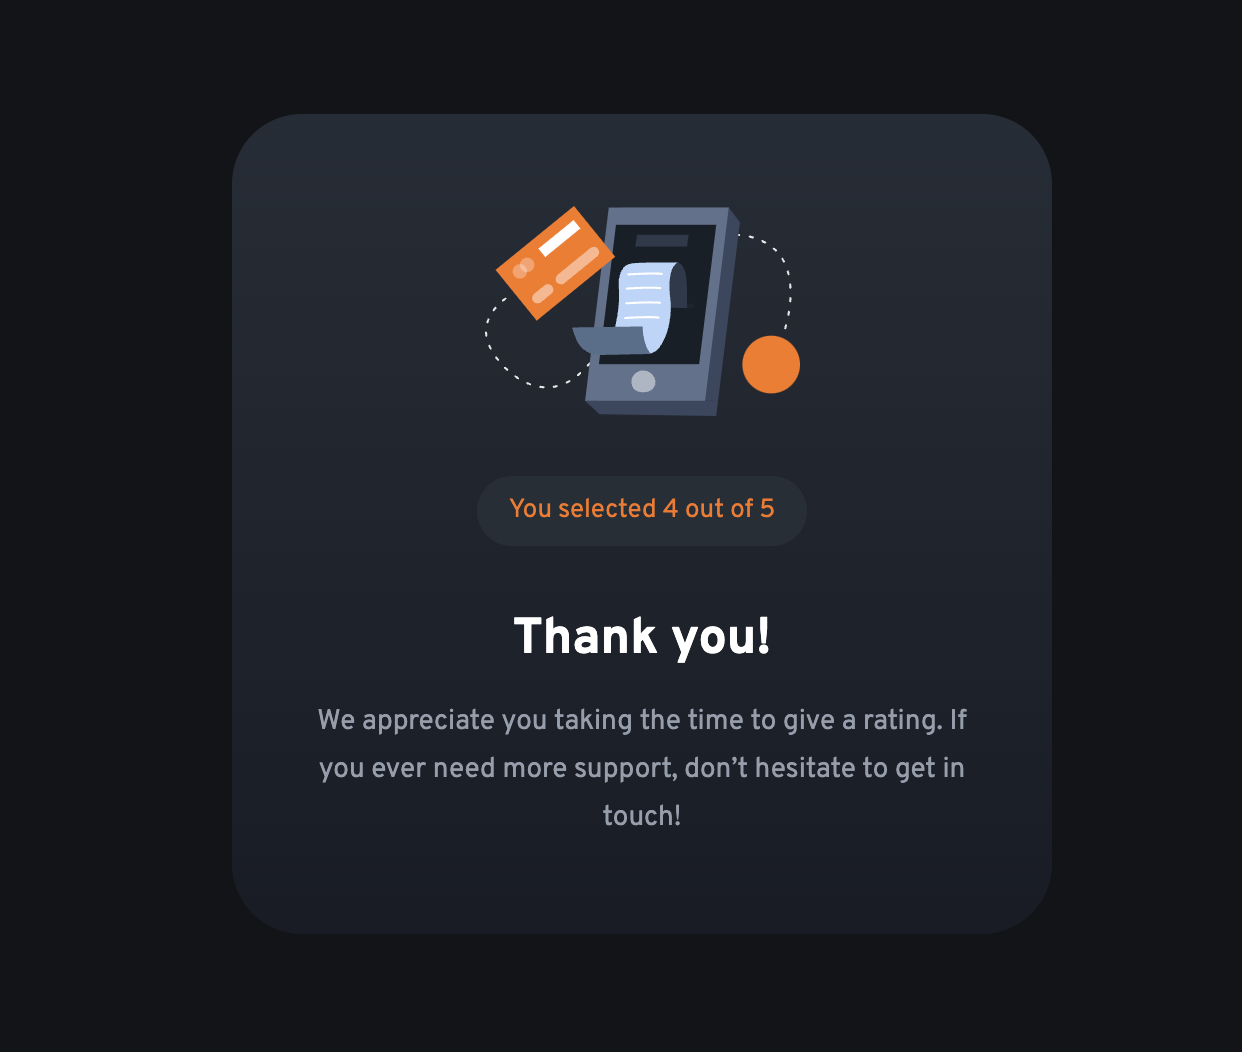 You selected 4 out of 5
Thank you!
We appreciate you taking the time to give a rating. If
you ever need more support, don’t hesitate to get in
touch!